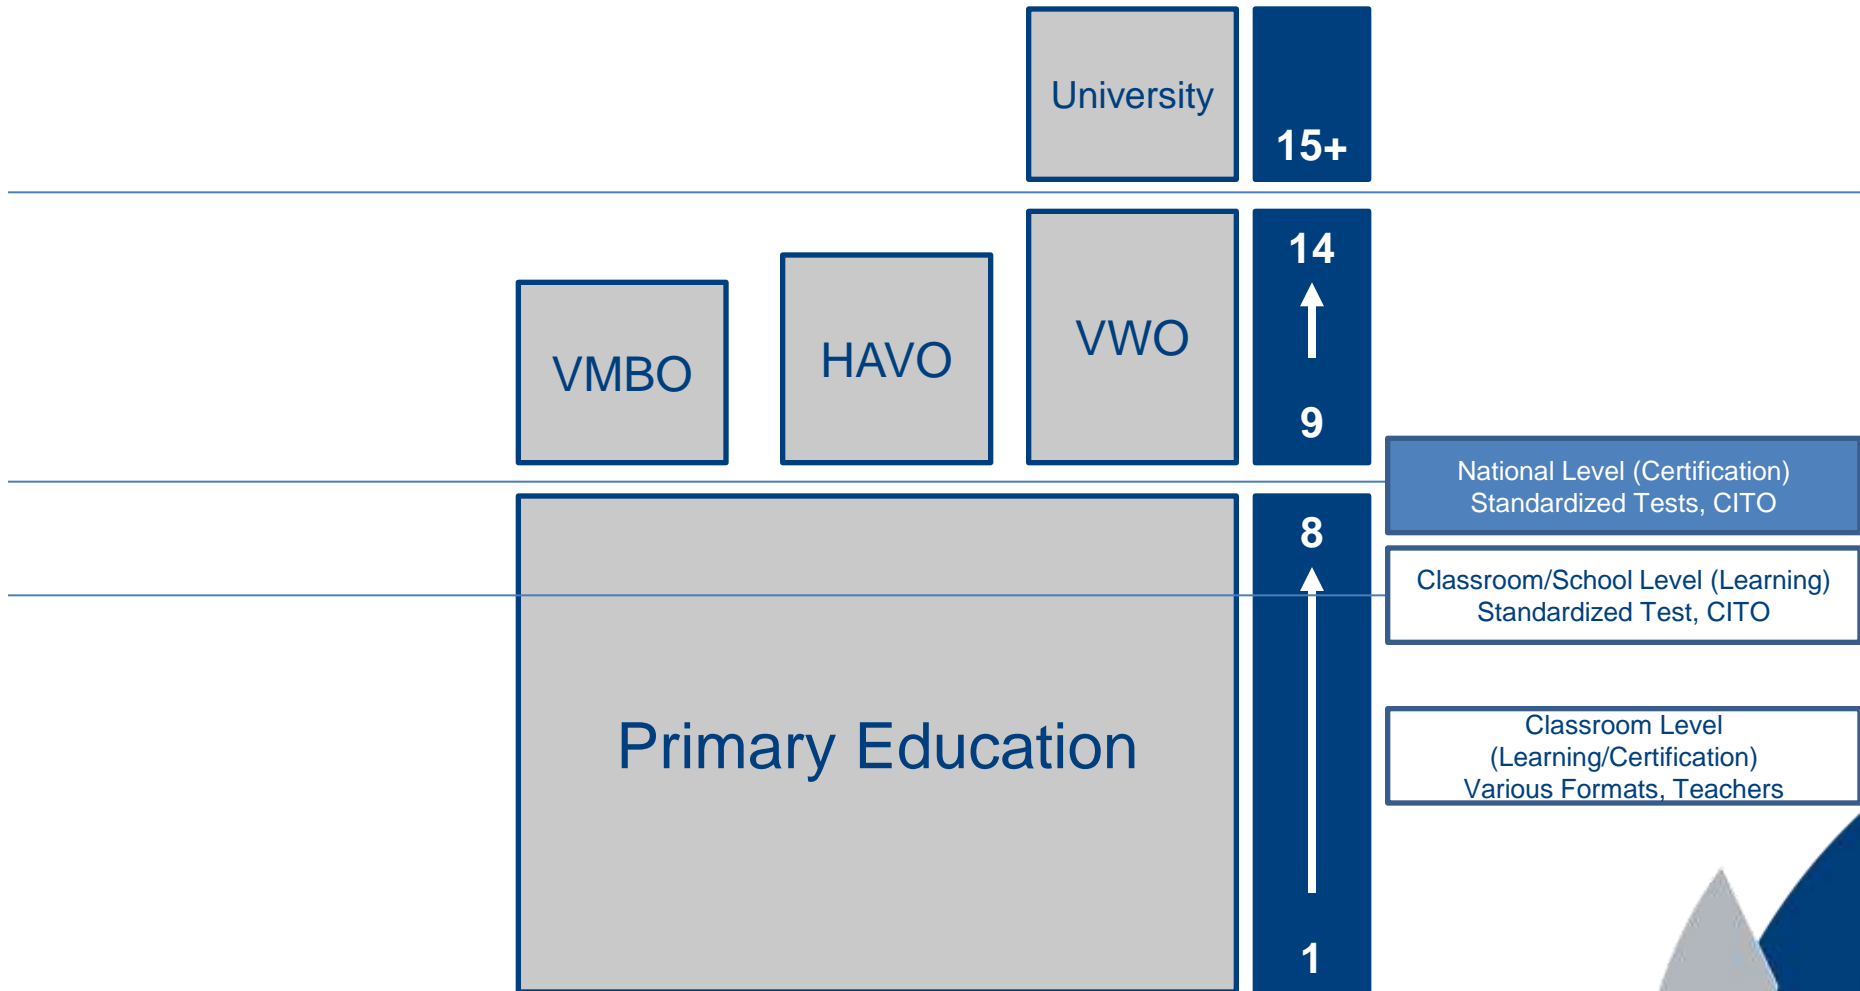 University
15+
14
VWO
HAVO
VMBO
9
National Level (Certification)
Standardized Tests, CITO
8
Classroom/School Level (Learning)
Standardized Test, CITO
Primary Education
Classroom Level
(Learning/Certification)
Various Formats, Teachers
1